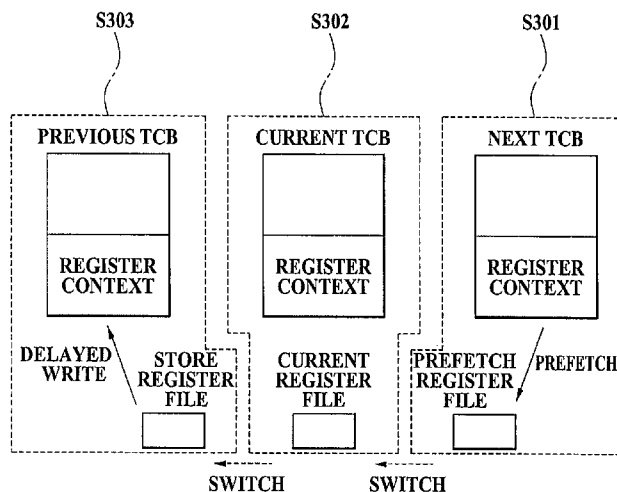 S303 S302 S301
PREVIOUS TCB CURRENT TCB NEXT TCB
REGISTER CONTEXT REGISTER CONTEXT REGISTER CONTEXT
DELAYED WRITE
STORE REGISTER FILE
CURRENT REGISTER FILE
PREFETCH REGISTER FILE
PREFETCH
SWITCH SWITCH